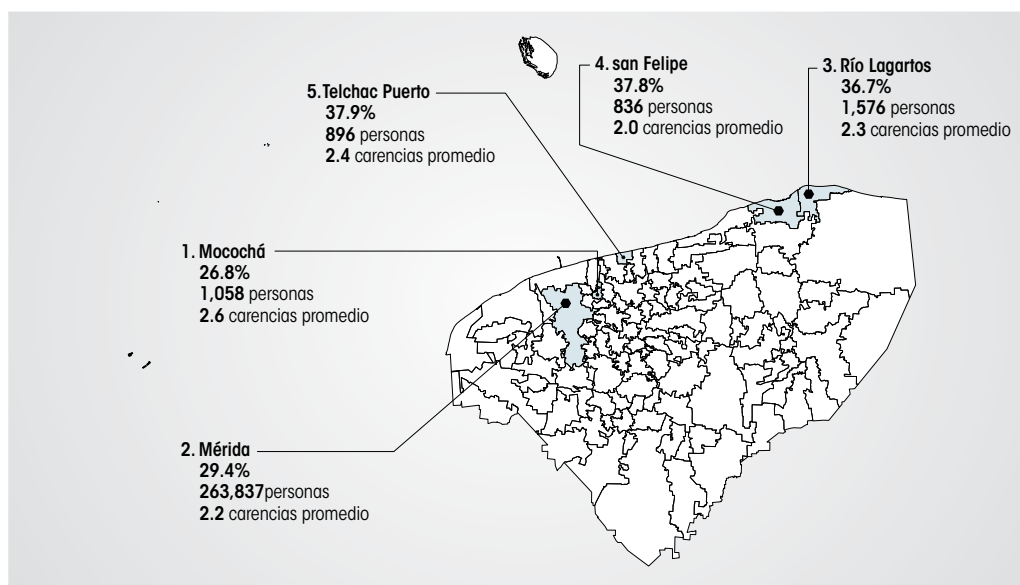 4. san Felipe
37.8%
836 personas
2.0 carencias promedio
3. Río Lagartos
36.7%
1,576 personas
2.3 carencias promedio
5.Telchac Puerto
37.9%
896 personas
2.4 carencias promedio
1. Mocochá
26.8%
1,058 personas
2.6 carencias promedio
2. Mérida
29.4%
263,837personas
2.2 carencias promedio